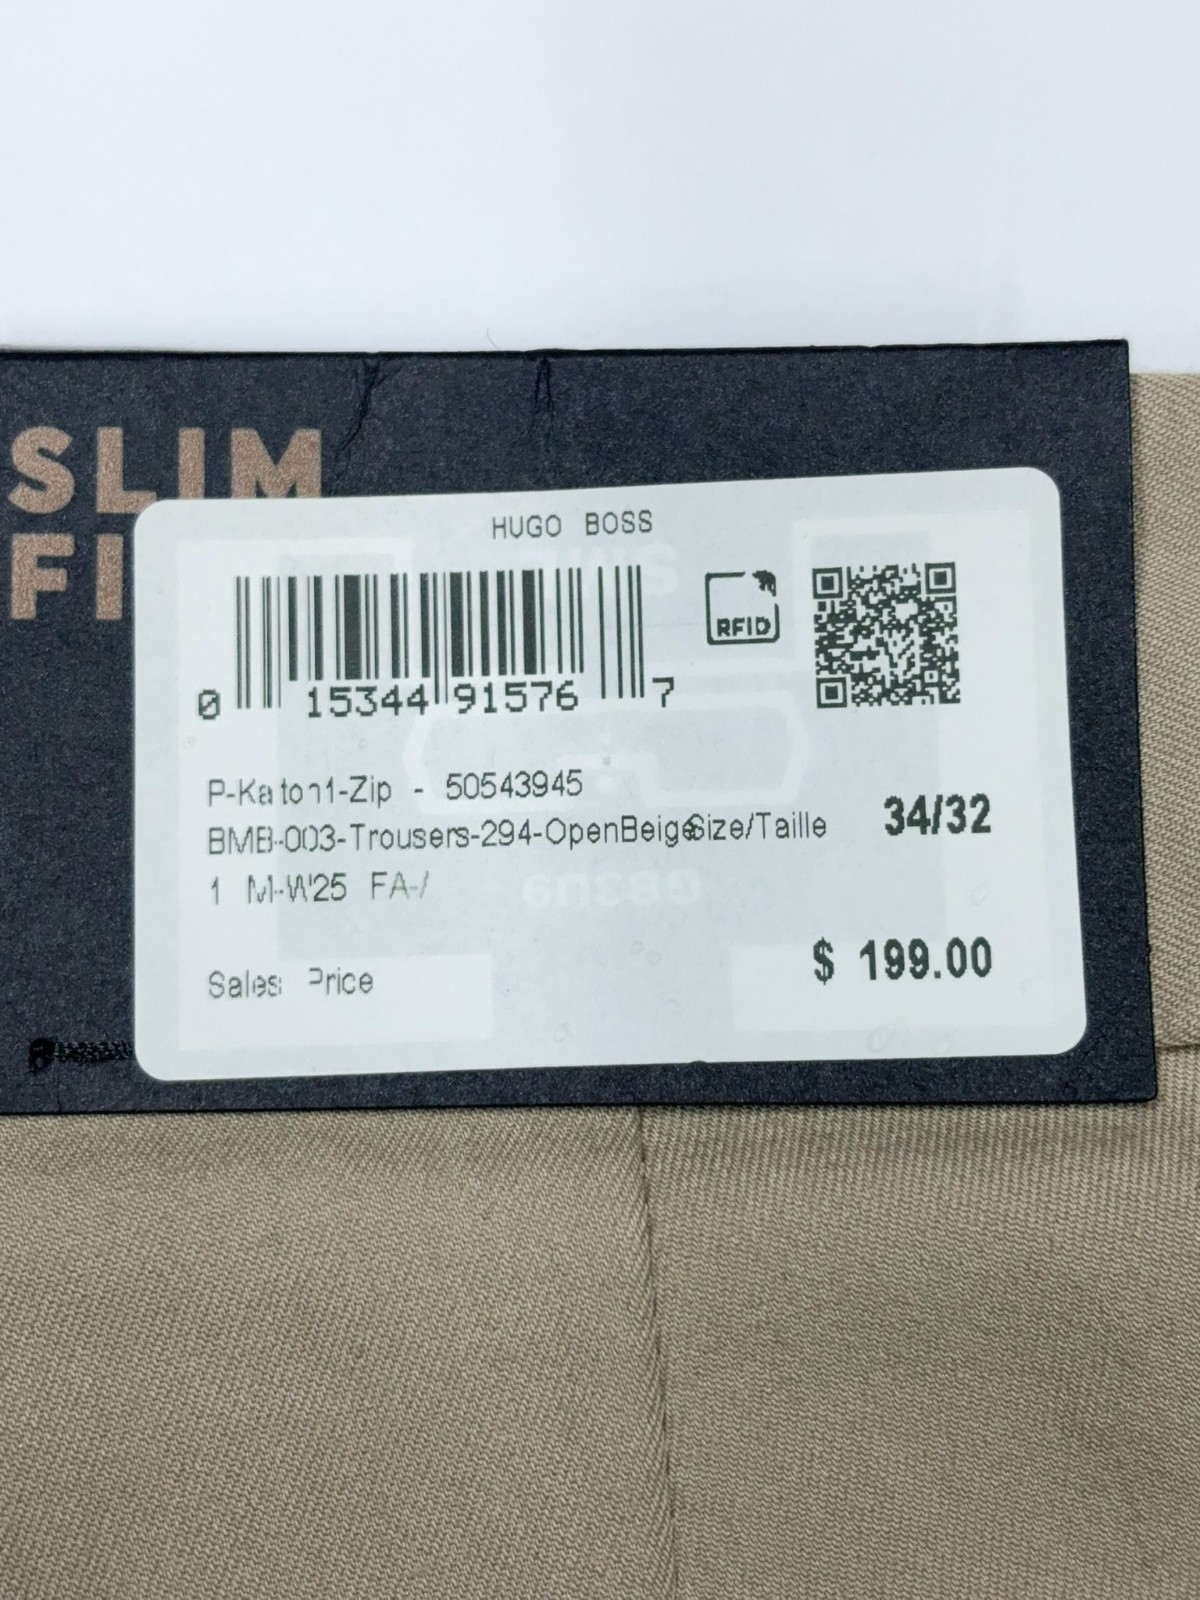 SLIM
FI
HUGO BOSS
RFID
0 15344 91576 7
P-Katon1-Zip - 50543945
BMB-003-Trousers-294-OpenBeige Size/Taille 34/32
1 M-W'25 FA-/
Sales Price $ 199.00